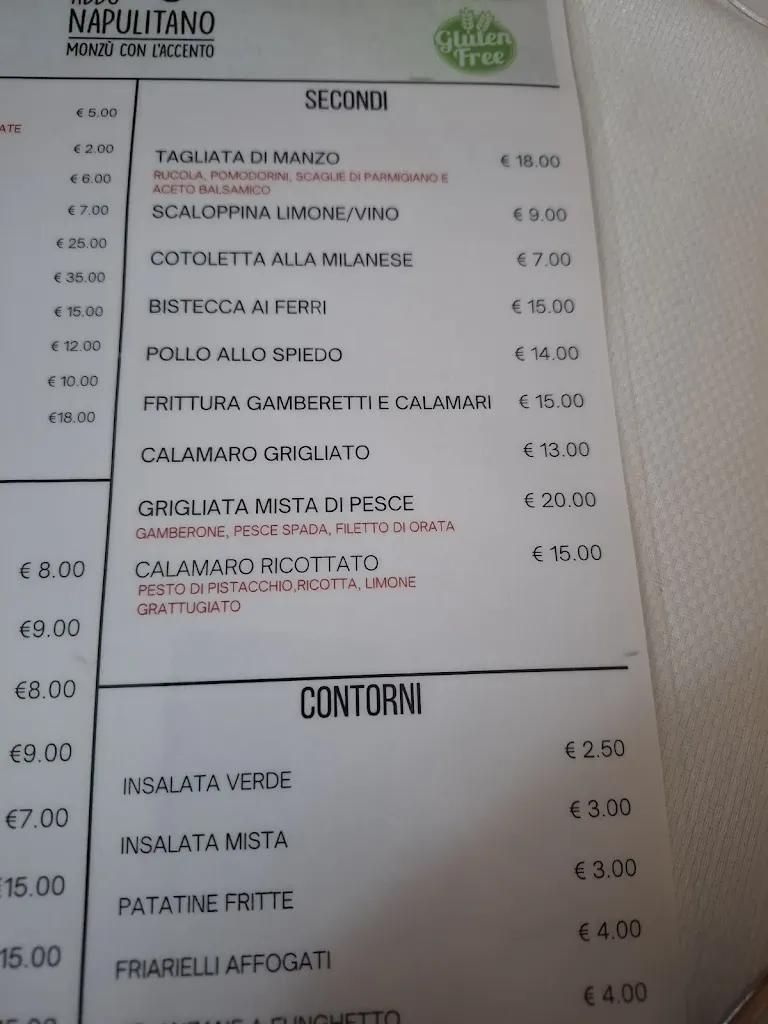 NAPULITANO
MONZÙ CON L'ACCENTO
Gluten
Free
€ 5.00
€ 2.00
€ 6.00
€ 7.00
€ 25.00
€ 35.00
€ 15.00
€ 12.00
€ 10.00
€18.00
€ 8.00
€9.00
€8.00
€9.00
€7.00
€15.00
15.00
SECONDI
TAGLIATA DI MANZO € 18.00
RUCOLA, POMODORINI, SCAGLIE DI PARMIGIANO E
ACETO BALSAMICO
SCALOPPINA LIMONE/VINO € 9.00
COTOLETTA ALLA MILANESE € 7.00
BISTECCA AI FERRI € 15.00
POLLO ALLO SPIEDO € 14.00
FRITTURA GAMBERETTI E CALAMARI € 15.00
CALAMARO GRIGLIATO € 13.00
GRIGLIATA MISTA DI PESCE € 20.00
GAMBERONE, PESCE SPADA, FILETTO DI ORATA
CALAMARO RICOTTATO € 15.00
PESTO DI PISTACCHIO,RICOTTA, LIMONE
GRATTUGIATO
CONTORNI
INSALATA VERDE € 2.50
INSALATA MISTA € 3.00
PATATINE FRITTE € 3.00
FRIARIELLI AFFOGATI € 4.00
A FUNGHETTO € 4.00